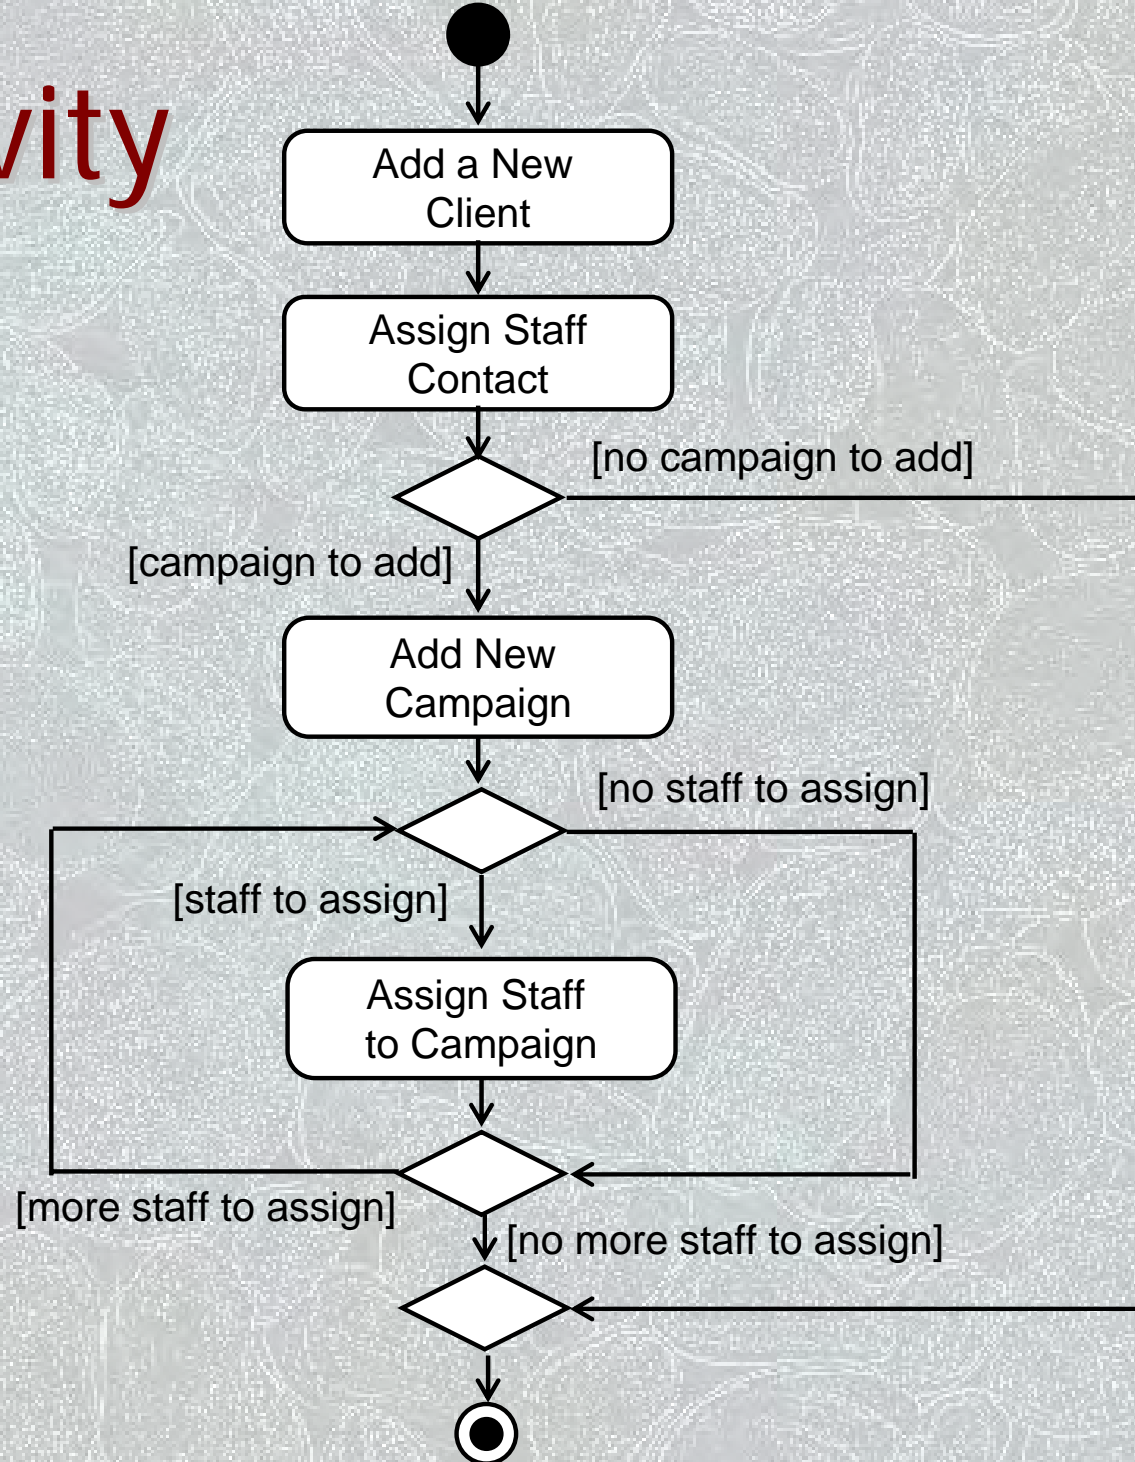 vity
Add a New
Client
Assign Staff
Contact
[no campaign to add]
[campaign to add]
Add New
Campaign
[no staff to assign]
[staff to assign]
Assign Staff
to Campaign
[more staff to assign]
[no more staff to assign]